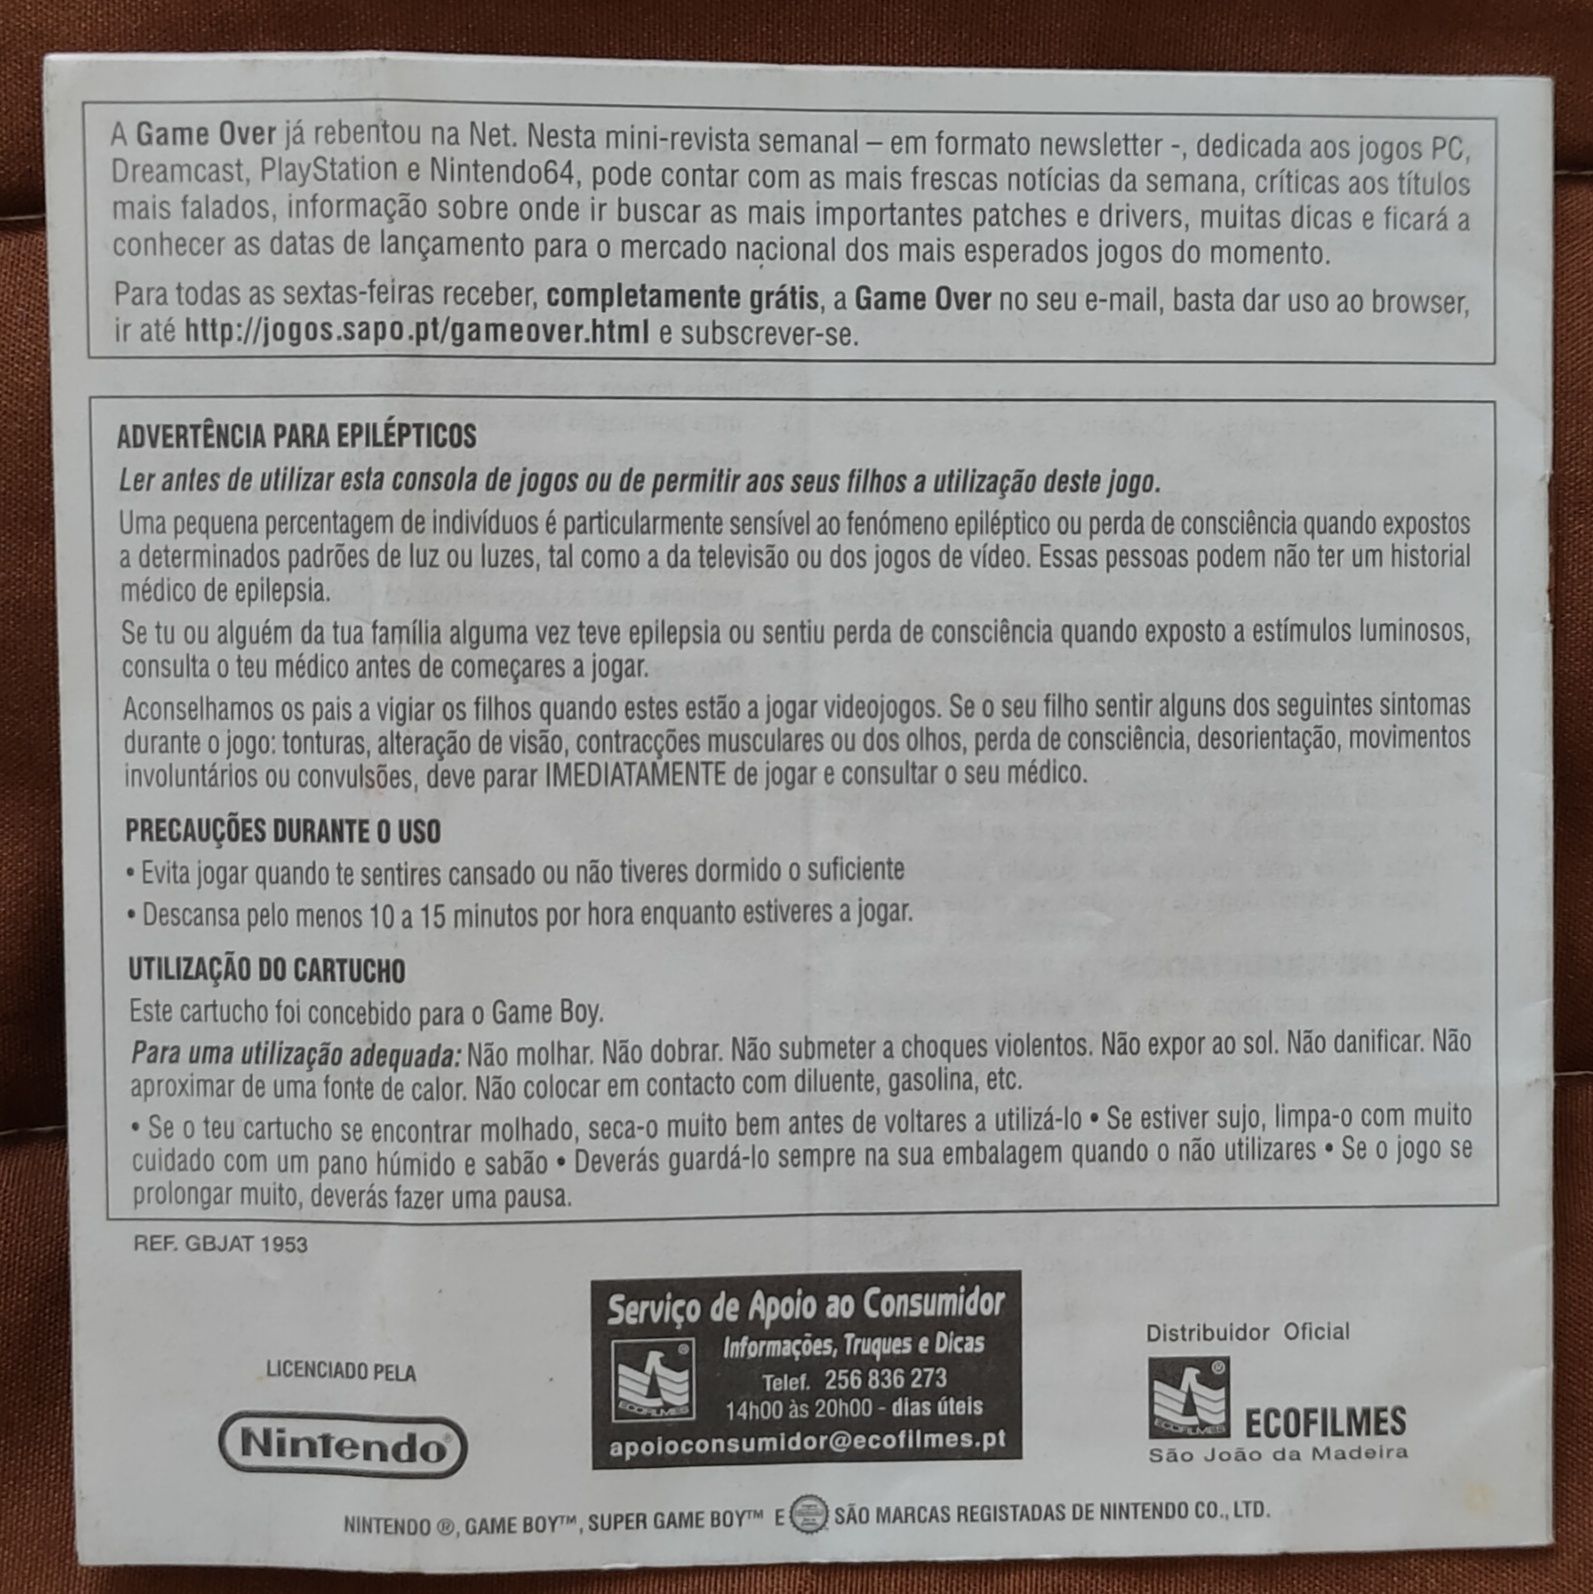 A Game Over já rebentou na Net. Nesta mini-revista semanal – em formato newsletter -, dedicada aos jogos PC,
Dreamcast, PlayStation e Nintendo64, pode contar com as mais frescas notícias da semana, críticas aos títulos
mais falados, informação sobre onde ir buscar as mais importantes patches e drivers, muitas dicas e ficará a
conhecer as datas de lançamento para o mercado nacional dos mais esperados jogos do momento.
Para todas as sextas-feiras receber, completamente grátis, a Game Over no seu e-mail, basta dar uso ao browser,
ir até http://jogos.sapo.pt/gameover.html e subscrever-se.
ADVERTÊNCIA PARA EPILÉPTICOS
Ler antes de utilizar esta consola de jogos ou de permitir aos seus filhos a utilização deste jogo.
Uma pequena percentagem de indivíduos é particularmente sensível ao fenómeno epiléptico ou perda de consciência quando expostos
a determinados padrões de luz ou luzes, tal como a da televisão ou dos jogos de vídeo. Essas pessoas podem não ter um historial
médico de epilepsia.
Se tu ou alguém da tua família alguma vez teve epilepsia ou sentiu perda de consciência quando exposto a estímulos luminosos,
consulta o teu médico antes de começares a jogar.
Aconselhamos os pais a vigiar os filhos quando estes estão a jogar videojogos. Se o seu filho sentir alguns dos seguintes sintomas
durante o jogo: tonturas, alteração de visão, contracções musculares ou dos olhos, perda de consciência, desorientação, movimentos
involuntários ou convulsões, deve parar IMEDIATAMENTE de jogar e consultar o seu médico.
PRECAUÇÕES DURANTE O USO
• Evita jogar quando te sentires cansado ou não tiveres dormido o suficiente
• Descansa pelo menos 10 a 15 minutos por hora enquanto estiveres a jogar.
UTILIZAÇÃO DO CARTUCHO
Este cartucho foi concebido para o Game Boy.
Para uma utilização adequada: Não molhar. Não dobrar. Não submeter a choques violentos. Não expor ao sol. Não danificar. Não
aproximar de uma fonte de calor. Não colocar em contacto com diluente, gasolina, etc.
• Se o teu cartucho se encontrar molhado, seca-o muito bem antes de voltares a utilizá-lo • Se estiver sujo, limpa-o com muito
cuidado com um pano húmido e sabão • Deverás guardá-lo sempre na sua embalagem quando o não utilizares • Se o jogo se
prolongar muito, deverás fazer uma pausa.
REF. GBJAT 1953
LICENCIADO PELA
Nintendo®
Serviço de Apoio ao Consumidor
Informações, Truques e Dicas
Telef. 256 836 273
14h00 às 20h00 - dias úteis
apoioconsumidor@ecofilmes.pt
ECOFILMES ®
Distribuidor Oficial
ECOFILMES ®
ECOFILMES
São João da Madeira
NINTENDO ®, GAME BOY™, SUPER GAME BOY™ E SÃO MARCAS REGISTADAS DE NINTENDO CO., LTD.